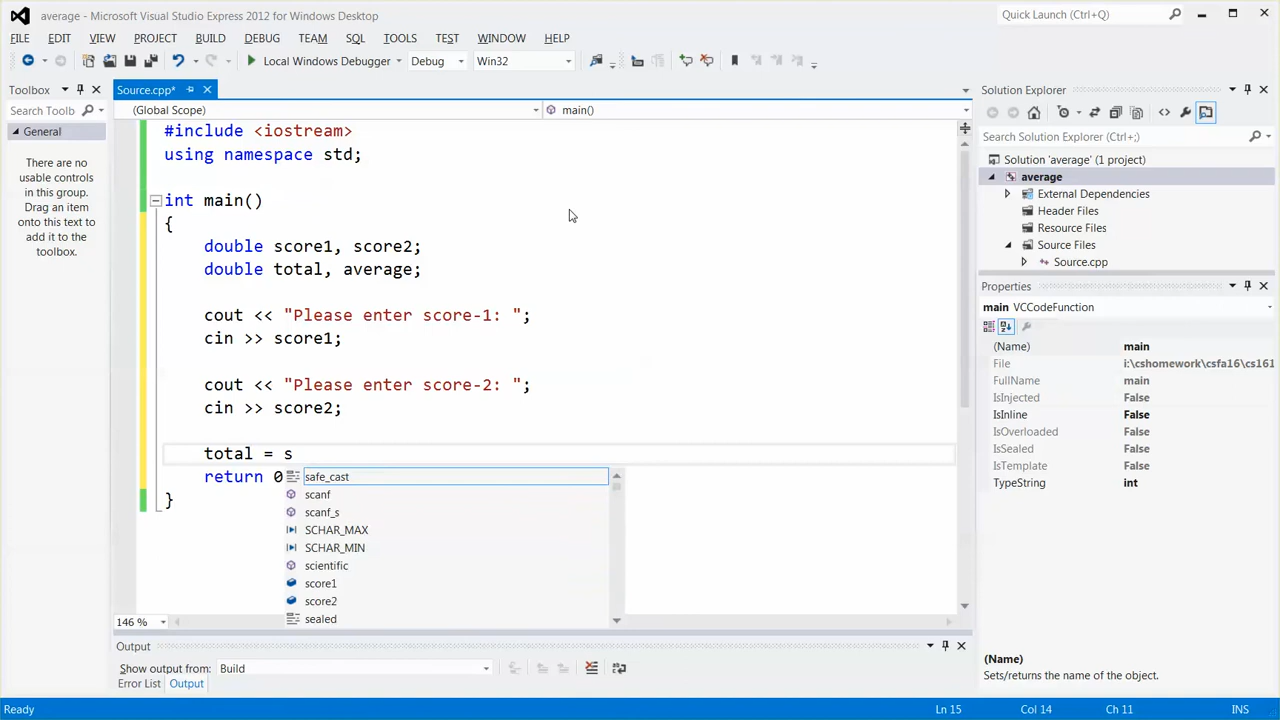 average - Microsoft Visual Studio Express 2012 for Windows Desktop
Quick Launch (Ctrl+Q)
FILE EDIT VIEW PROJECT BUILD DEBUG TEAM SQL TOOLS TEST WINDOW HELP
Local Windows Debugger Debug Win32
Toolbox
Search Toolb
General
There are no
usable controls
in this group.
Drag an item
onto this text to
add it to the
toolbox.
Source.cpp*
(Global Scope) main()
#include <iostream>
using namespace std;
int main()
{
double score1, score2;
double total, average;
cout << "Please enter score-1: ";
cin >> score1;
cout << "Please enter score-2: ";
cin >> score2;
total = s
return 0
}
safe_cast
scanf
scanf_s
SCHAR_MAX
SCHAR_MIN
scientific
score1
score2
sealed
146 %
Output
Show output from: Build
Error List Output
Solution Explorer
Search Solution Explorer (Ctrl+;)
Solution 'average' (1 project)
average
External Dependencies
Header Files
Resource Files
Source Files
Source.cpp
Properties
main VCCodeFunction
(Name) main
File i:\cshomework\csfa16\cs161
FullName main
IsInjected False
IsInline False
IsOverloaded False
IsSealed False
IsTemplate False
TypeString int
(Name)
Sets/returns the name of the object.
Ready Ln 15 Col 14 Ch 11 INS